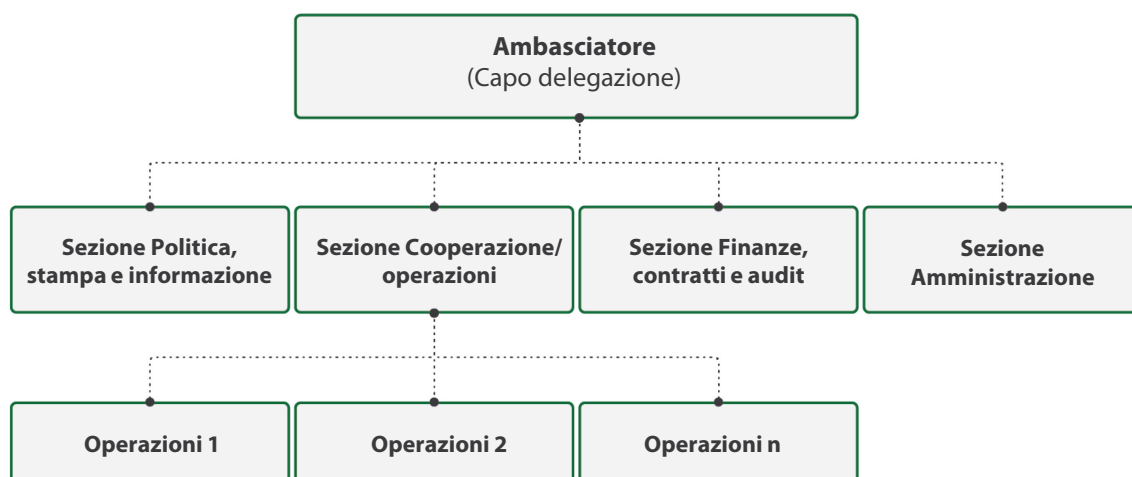 Ambasciatore
(Capo delegazione)
Sezione Politica,
stampa e informazione
Sezione Cooperazione/
operazioni
Sezione Finanze,
contratti e audit
Sezione
Amministrazione
Operazioni 1
Operazioni 2
Operazioni n